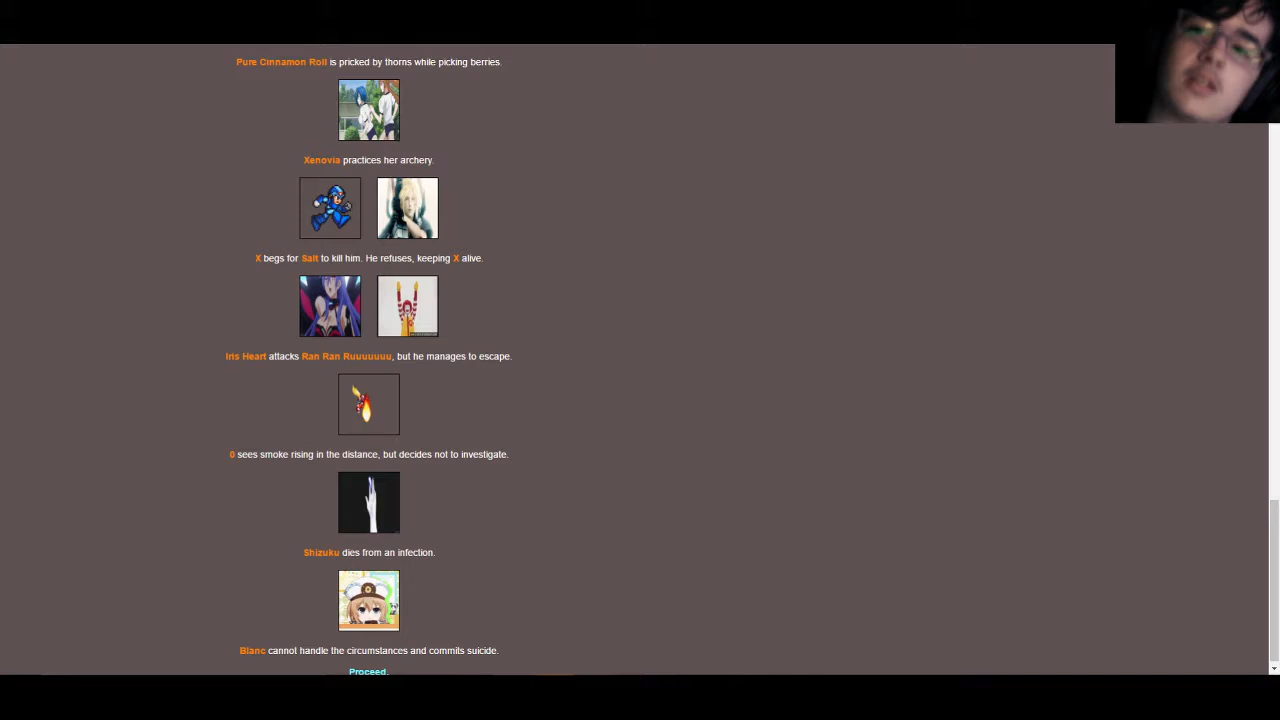 Pure Cinnamon Roll is pricked by thorns while picking berries.
Xenovia practices her archery.
X begs for Salt to kill him. He refuses, keeping X alive.
Iris Heart attacks Ran Ran Ruuuuuuu, but he manages to escape.
0 sees smoke rising in the distance, but decides not to investigate.
Shizuku dies from an infection.
Blanc cannot handle the circumstances and commits suicide.
Proceed.